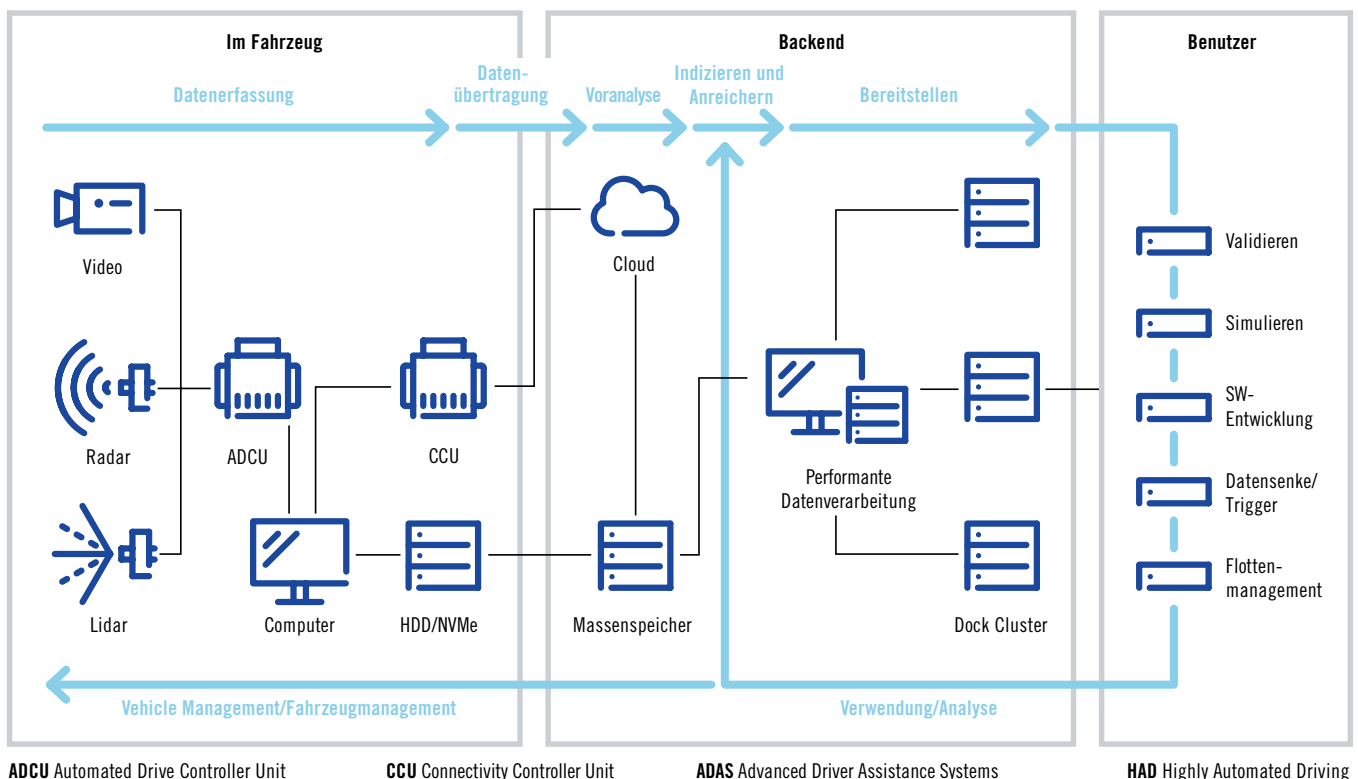 Im Fahrzeug
Backend
Benutzer
Datenerfassung
Daten-
übertragung
Voranalyse
Indizieren und
Anreichern
Bereitstellen
Video
Cloud
Validieren
Simulieren
Radar
ADCU
CCU
Performante
Datenverarbeitung
SW-
Entwicklung
Datensenke/
Trigger
Flotten-
management
Lidar
Computer
HDD/NVMe
Massenspeicher
Dock Cluster
Vehicle Management/Fahrzeugmanagement
Verwendung/Analyse
ADCU Automated Drive Controller Unit
CCU Connectivity Controller Unit
ADAS Advanced Driver Assistance Systems
HAD Highly Automated Driving